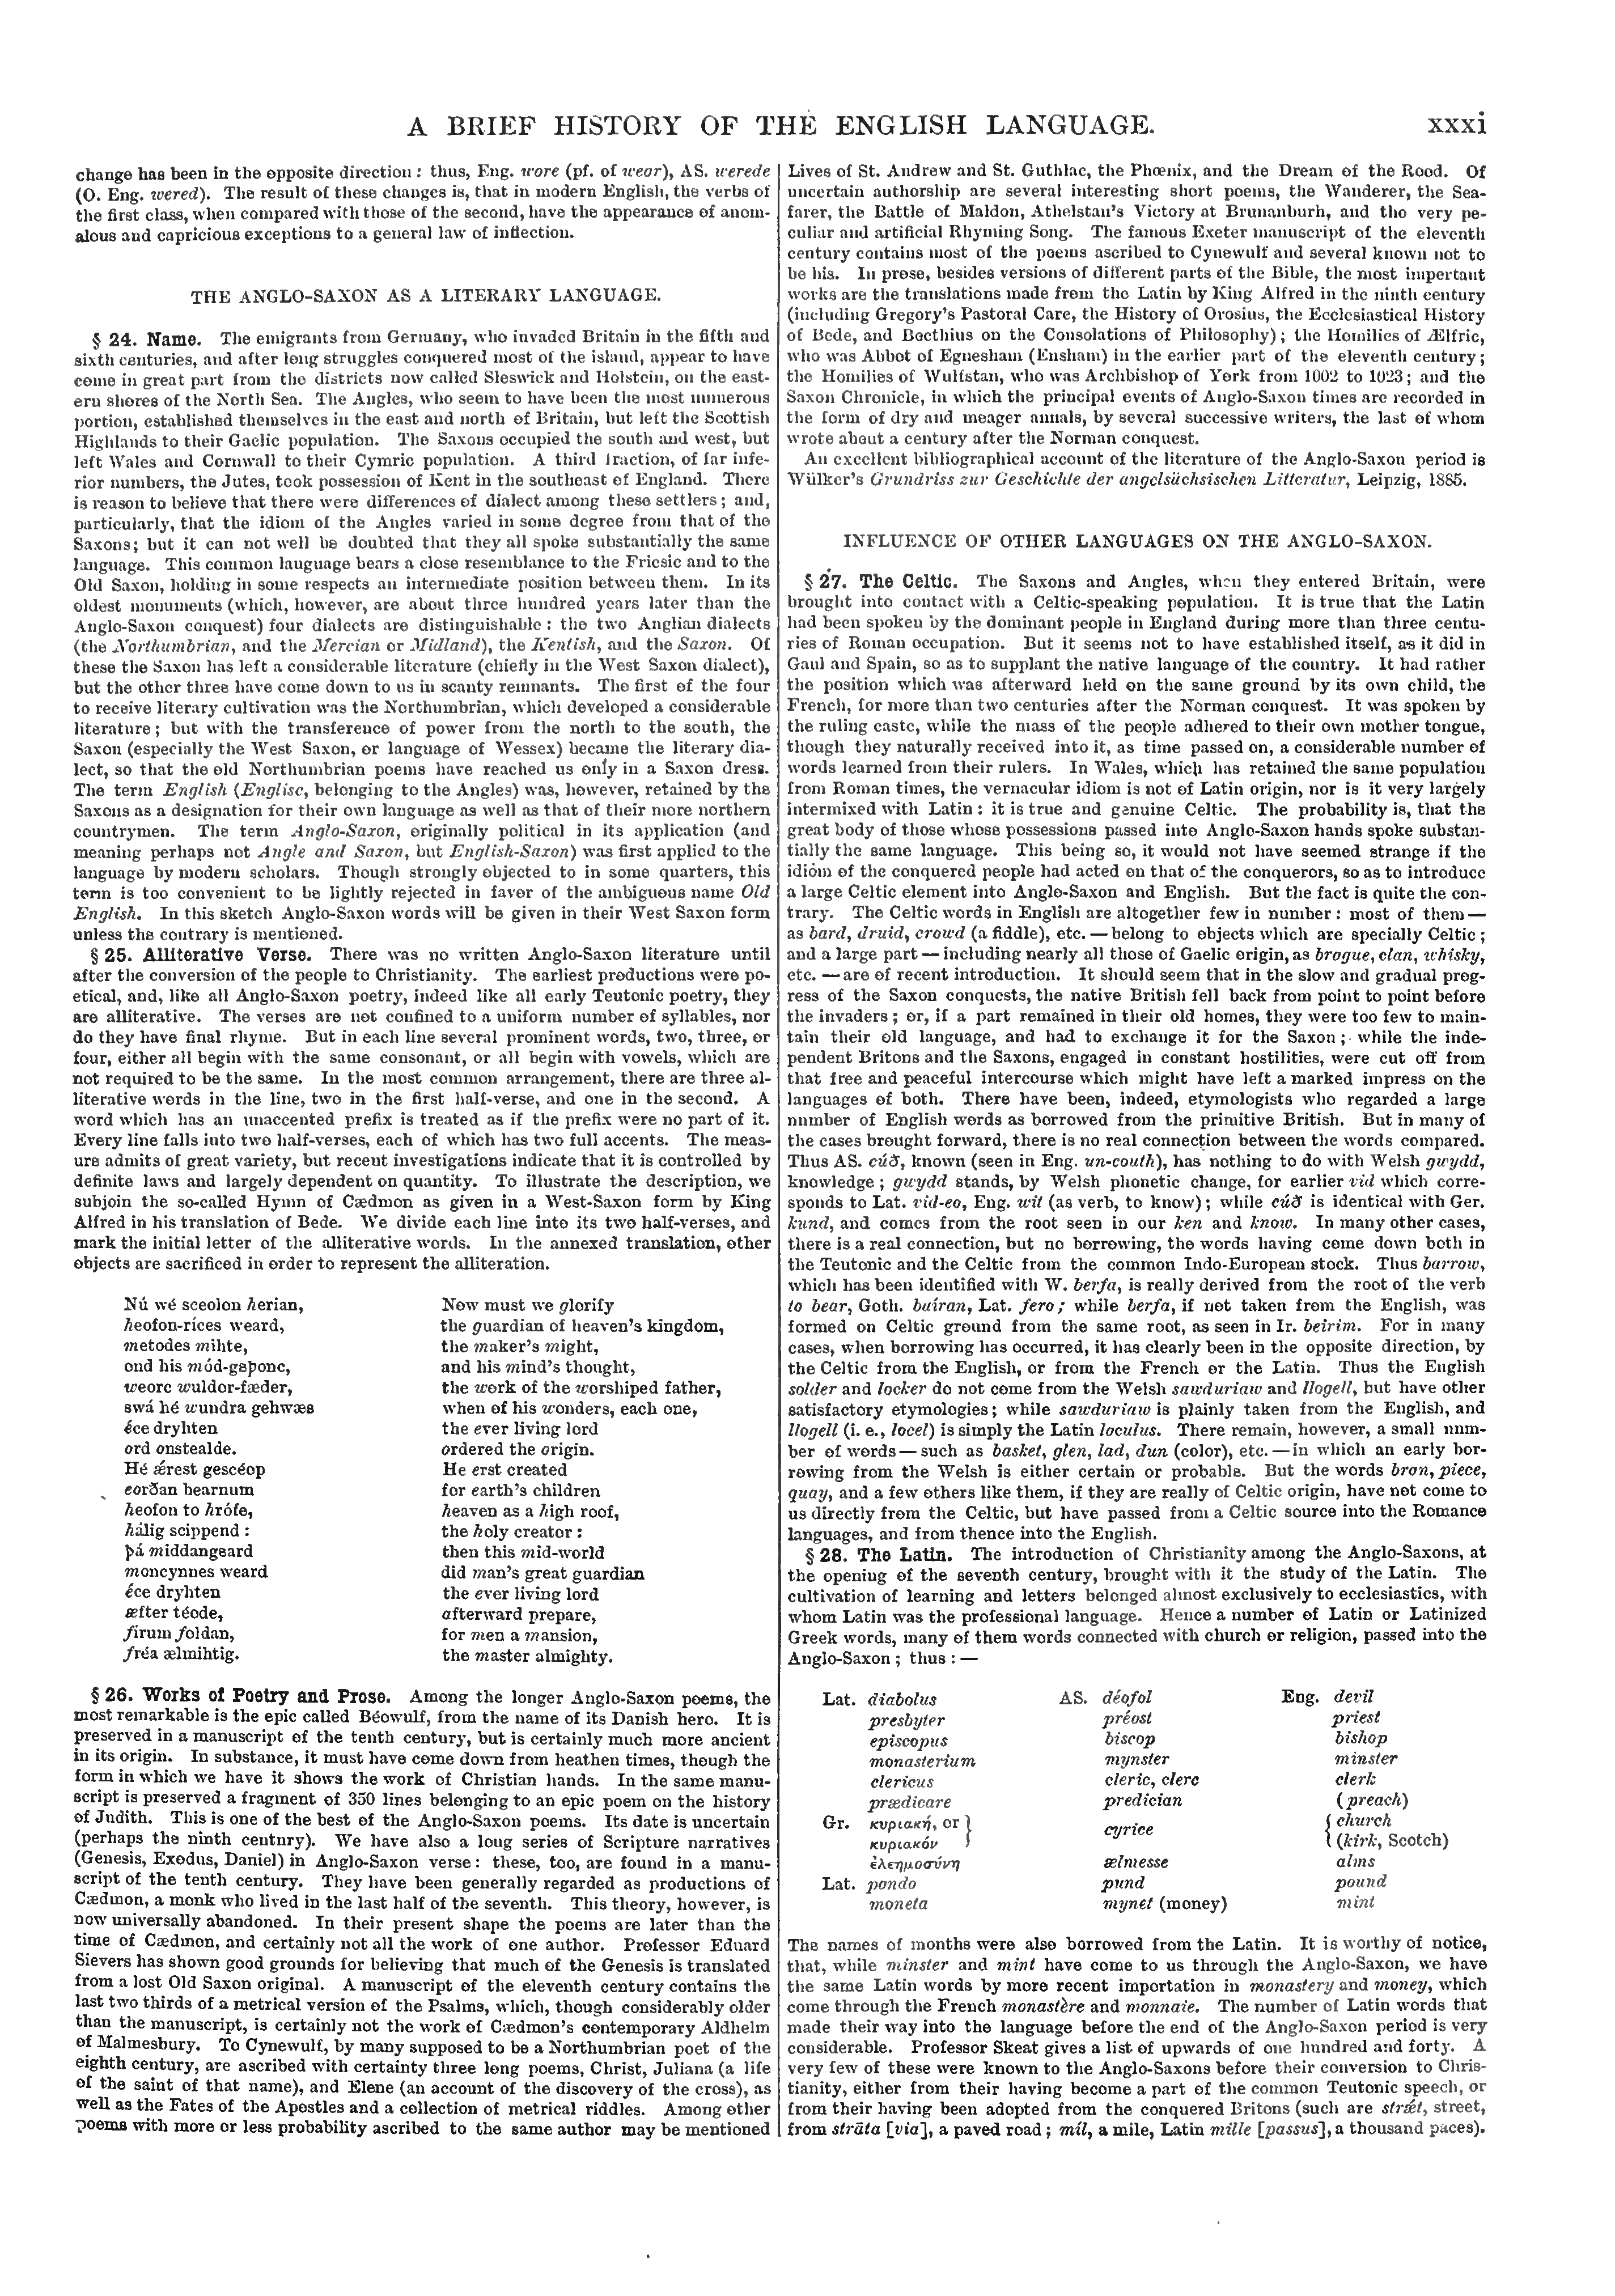 A BRIEF HISTORY OF THE ENGLISH LANGUAGE. xxxi
change has been in the opposite direction: thus, Eng. wore (pf. of wear), AS. werede
(O. Eng. wered). The result of these changes is, that in modern English, the verbs of
the first class, when compared with those of the second, have the appearance of anom-
alous and capricious exceptions to a general law of inflection.
THE ANGLO-SAXON AS A LITERARY LANGUAGE.
§ 24. Name. The emigrants from Germany, who invaded Britain in the fifth and
sixth centuries, and after long struggles conquered most of the island, appear to have
come in great part from the districts now called Sleswick and Holstein, on the east-
ern shores of the North Sea. The Angles, who seem to have been the most numerous
portion, established themselves in the east and north of Britain, but left the Scottish
Highlands to their Gaelic population. The Saxons occupied the south and west, but
left Wales and Cornwall to their Cymric population. A third fraction, of far infe-
rior numbers, the Jutes, took possession of Kent in the southeast of England. There
is reason to believe that there were differences of dialect among these settlers; and,
particularly, that the idiom of the Angles varied in some degree from that of the
Saxons; but it can not well be doubted that they all spoke substantially the same
language. This common language bears a close resemblance to the Friesic and to the
Old Saxon, holding in some respects an intermediate position between them. In its
oldest monuments (which, however, are about three hundred years later than the
Anglo-Saxon conquest) four dialects are distinguishable: the two Anglian dialects
(the Northumbrian, and the Mercian or Midland), the Kentish, and the Saxon. Of
these the Saxon has left a considerable literature (chiefly in the West Saxon dialect),
but the other three have come down to us in scanty remnants. The first of the four
to receive literary cultivation was the Northumbrian, which developed a considerable
literature; but with the transference of power from the north to the south, the
Saxon (especially the West Saxon, or language of Wessex) became the literary dia-
lect, so that the old Northumbrian poems have reached us only in a Saxon dress.
The term English (Englisc, belonging to the Angles) was, however, retained by the
Saxons as a designation for their own language as well as that of their more northern
countrymen. The term Anglo-Saxon, originally political in its application (and
meaning perhaps not Angle and Saxon, but English-Saxon) was first applied to the
language by modern scholars. Though strongly objected to in some quarters, this
term is too convenient to be lightly rejected in favor of the ambiguous name Old
English. In this sketch Anglo-Saxon words will be given in their West Saxon form
unless the contrary is mentioned.
§ 25. Alliterative Verse. There was no written Anglo-Saxon literature until
after the conversion of the people to Christianity. The earliest productions were po-
etical, and, like all Anglo-Saxon poetry, indeed like all early Teutonic poetry, they
are alliterative. The verses are not confined to a uniform number of syllables, nor
do they have final rhyme. But in each line several prominent words, two, three, or
four, either all begin with the same consonant, or all begin with vowels, which are
not required to be the same. In the most common arrangement, there are three al-
literative words in the line, two in the first half-verse, and one in the second. A
word which has an unaccented prefix is treated as if the prefix were no part of it.
Every line falls into two half-verses, each of which has two full accents. The meas-
ure admits of great variety, but recent investigations indicate that it is controlled by
definite laws and largely dependent on quantity. To illustrate the description, we
subjoin the so-called Hymn of Cædmon as given in a West-Saxon form by King
Alfred in his translation of Bede. We divide each line into its two half-verses, and
mark the initial letter of the alliterative words. In the annexed translation, other
objects are sacrificed in order to represent the alliteration.
Nú wé sceolon herian, Now must we glorify
heofon-ríces weard, the guardian of heaven's kingdom,
metodes mihte, the maker's might,
ond his mód-geþonc, and his mind's thought,
weorc wuldor-fæder, the work of the worshiped father,
swá hé wundra gehwæs when of his wonders, each one,
éce dryhten the ever living lord
ord onstealde. ordered the origin.
Hé ǽrest gescéop He erst created
eorðan bearnum for earth's children
heofon to hrófe, heaven as a high roof,
hálig scippend: the holy creator:
þá middangeard then this mid-world
moncynnes weard did man's great guardian
éce dryhten the ever living lord
æfter téode, afterward prepare,
firum foldan, for men a mansion,
fréa ælmihtig. the master almighty.
§ 26. Works of Poetry and Prose. Among the longer Anglo-Saxon poems, the
most remarkable is the epic called Béowulf, from the name of its Danish hero. It is
preserved in a manuscript of the tenth century, but is certainly much more ancient
in its origin. In substance, it must have come down from heathen times, though the
form in which we have it shows the work of Christian hands. In the same manu-
script is preserved a fragment of 350 lines belonging to an epic poem on the history
of Judith. This is one of the best of the Anglo-Saxon poems. Its date is uncertain
(perhaps the ninth century). We have also a long series of Scripture narratives
(Genesis, Exodus, Daniel) in Anglo-Saxon verse: these, too, are found in a manu-
script of the tenth century. They have been generally regarded as productions of
Cædmon, a monk who lived in the last half of the seventh. This theory, however, is
now universally abandoned. In their present shape the poems are later than the
time of Cædmon, and certainly not all the work of one author. Professor Eduard
Sievers has shown good grounds for believing that much of the Genesis is translated
from a lost Old Saxon original. A manuscript of the eleventh century contains the
last two thirds of a metrical version of the Psalms, which, though considerably older
than the manuscript, is certainly not the work of Cædmon's contemporary Aldhelm
of Malmesbury. To Cynewulf, by many supposed to be a Northumbrian poet of the
eighth century, are ascribed with certainty three long poems, Christ, Juliana (a life
of the saint of that name), and Elene (an account of the discovery of the cross), as
well as the Fates of the Apostles and a collection of metrical riddles. Among other
poems with more or less probability ascribed to the same author may be mentioned
Lives of St. Andrew and St. Guthlac, the Phœnix, and the Dream of the Rood. Of
uncertain authorship are several interesting short poems, the Wanderer, the Sea-
farer, the Battle of Maldon, Athelstan's Victory at Brunanburh, and the very pe-
culiar and artificial Rhyming Song. The famous Exeter manuscript of the eleventh
century contains most of the poems ascribed to Cynewulf and several known not to
be his. In prose, besides versions of different parts of the Bible, the most important
works are the translations made from the Latin by King Alfred in the ninth century
(including Gregory's Pastoral Care, the History of Orosius, the Ecclesiastical History
of Bede, and Boethius on the Consolations of Philosophy); the Homilies of Ælfric,
who was Abbot of Egnesham (Ensham) in the earlier part of the eleventh century;
the Homilies of Wulfstan, who was Archbishop of York from 1002 to 1023; and the
Saxon Chronicle, in which the principal events of Anglo-Saxon times are recorded in
the form of dry and meager annals, by several successive writers, the last of whom
wrote about a century after the Norman conquest.
An excellent bibliographical account of the literature of the Anglo-Saxon period is
Wülker's Grundriss zur Geschichte der angelsächsischen Litteratur, Leipzig, 1885.
INFLUENCE OF OTHER LANGUAGES ON THE ANGLO-SAXON.
§ 27. The Celtic. The Saxons and Angles, when they entered Britain, were
brought into contact with a Celtic-speaking population. It is true that the Latin
had been spoken by the dominant people in England during more than three centu-
ries of Roman occupation. But it seems not to have established itself, as it did in
Gaul and Spain, so as to supplant the native language of the country. It had rather
the position which was afterward held on the same ground by its own child, the
French, for more than two centuries after the Norman conquest. It was spoken by
the ruling caste, while the mass of the people adhered to their own mother tongue,
though they naturally received into it, as time passed on, a considerable number of
words learned from their rulers. In Wales, which has retained the same population
from Roman times, the vernacular idiom is not of Latin origin, nor is it very largely
intermixed with Latin: it is true and genuine Celtic. The probability is, that the
great body of those whose possessions passed into Anglo-Saxon hands spoke substan-
tially the same language. This being so, it would not have seemed strange if the
idiom of the conquered people had acted on that of the conquerors, so as to introduce
a large Celtic element into Anglo-Saxon and English. But the fact is quite the con-
trary. The Celtic words in English are altogether few in number: most of them—
as bard, druid, crowd (a fiddle), etc.—belong to objects which are specially Celtic;
and a large part—including nearly all those of Gaelic origin, as brogue, clan, whisky,
etc.—are of recent introduction. It should seem that in the slow and gradual prog-
ress of the Saxon conquests, the native British fell back from point to point before
the invaders; or, if a part remained in their old homes, they were too few to main-
tain their old language, and had to exchange it for the Saxon; while the inde-
pendent Britons and the Saxons, engaged in constant hostilities, were cut off from
that free and peaceful intercourse which might have left a marked impress on the
languages of both. There have been, indeed, etymologists who regarded a large
number of English words as borrowed from the primitive British. But in many of
the cases brought forward, there is no real connection between the words compared.
Thus AS. cúð, known (seen in Eng. un-couth), has nothing to do with Welsh gwydd,
knowledge; gwydd stands, by Welsh phonetic change, for earlier vid which corre-
sponds to Lat. vid-eo, Eng. wit (as verb, to know); while cúð is identical with Ger.
kund, and comes from the root seen in our ken and know. In many other cases,
there is a real connection, but no borrowing, the words having come down both in
the Teutonic and the Celtic from the common Indo-European stock. Thus barrow,
which has been identified with W. berfa, is really derived from the root of the verb
to bear, Goth. baíran, Lat. fero; while berfa, if not taken from the English, was
formed on Celtic ground from the same root, as seen in Ir. beirim. For in many
cases, when borrowing has occurred, it has clearly been in the opposite direction, by
the Celtic from the English, or from the French or the Latin. Thus the English
solder and locker do not come from the Welsh sawduriaw and llogell, but have other
satisfactory etymologies; while sawduriaw is plainly taken from the English, and
llogell (i. e., locel) is simply the Latin loculus. There remain, however, a small num-
ber of words—such as basket, glen, lad, dun (color), etc.—in which an early bor-
rowing from the Welsh is either certain or probable. But the words bran, piece,
quay, and a few others like them, if they are really of Celtic origin, have not come to
us directly from the Celtic, but have passed from a Celtic source into the Romance
languages, and from thence into the English.
§ 28. The Latin. The introduction of Christianity among the Anglo-Saxons, at
the opening of the seventh century, brought with it the study of the Latin. The
cultivation of learning and letters belonged almost exclusively to ecclesiastics, with
whom Latin was the professional language. Hence a number of Latin or Latinized
Greek words, many of them words connected with church or religion, passed into the
Anglo-Saxon; thus:—
Lat. diabolus AS. déofol Eng. devil
presbyter préost priest
episcopus biscop bishop
monasterium mynster minster
clericus cleric, clerc clerk
prædicare predician (preach)
Gr. κυριακή, or } cyrice { church
κυριακόν (kirk, Scotch)
ἐλεημοσύνη ælmesse alms
Lat. pondo pund pound
moneta mynet (money) mint
The names of months were also borrowed from the Latin. It is worthy of notice,
that, while minster and mint have come to us through the Anglo-Saxon, we have
the same Latin words by more recent importation in monastery and money, which
come through the French monastère and monnaie. The number of Latin words that
made their way into the language before the end of the Anglo-Saxon period is very
considerable. Professor Skeat gives a list of upwards of one hundred and forty. A
very few of these were known to the Anglo-Saxons before their conversion to Chris-
tianity, either from their having become a part of the common Teutonic speech, or
from their having been adopted from the conquered Britons (such are strǽt, street,
from strāta [via], a paved road; míl, a mile, Latin mille [passus], a thousand paces).